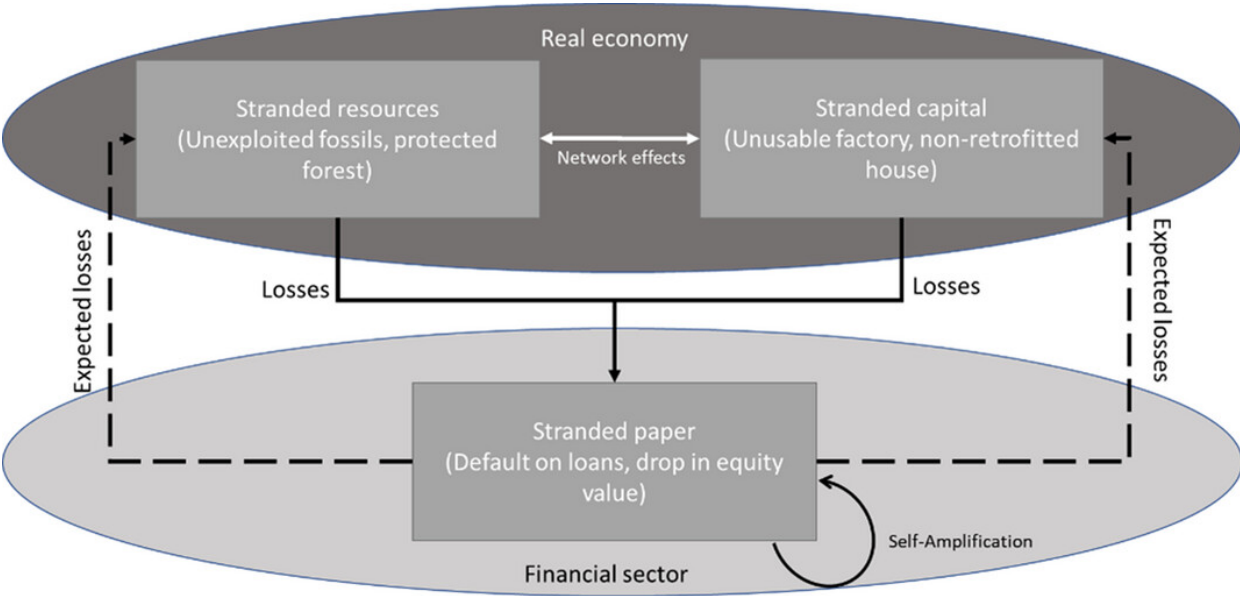 Real economy
Stranded resources
(Unexploited fossils, protected
forest)
Network effects
Stranded capital
(Unusable factory, non-retrofitted
house)
Expected losses
Losses
Losses
Expected losses
Stranded paper
(Default on loans, drop in equity
value)
Self-Amplification
Financial sector